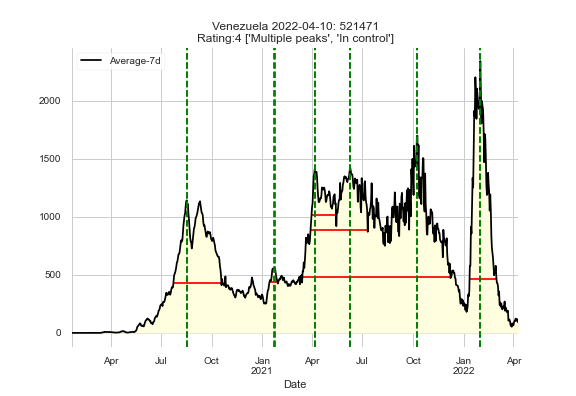 Venezuela 2022-04-10: 521471
Rating:4 ['Multiple peaks', 'In control']
Average-7d
2000
1500
1000
500
0
Apr Jul Oct Jan Apr Jul Oct Jan Apr
2021 2022
Date